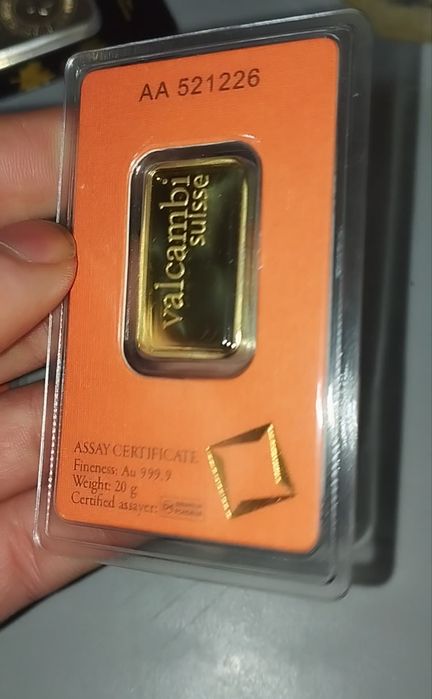 AA 521226
valcambi
suisse
ASSAY CERTIFICATE
Fineness: Au 999.9
Weight: 20 g
Certified assayer: